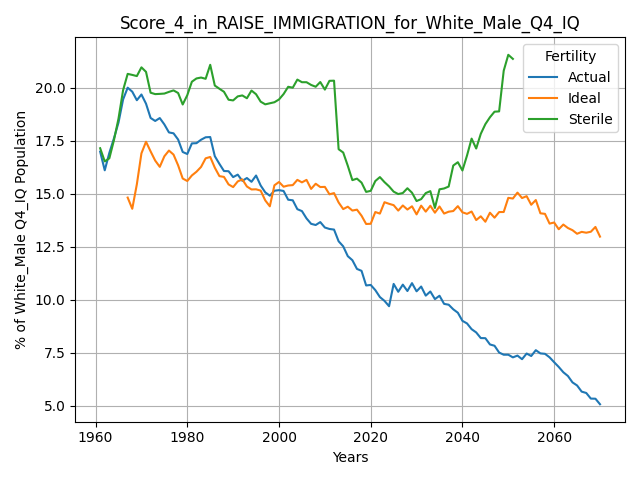 Score_4_in_RAISE_IMMIGRATION_for_White_Male_Q4_IQ
Fertility
Actual
Ideal
Sterile
% of White_Male Q4_IQ Population
20.0
17.5
15.0
12.5
10.0
7.5
5.0
1960 1980 2000 2020 2040 2060
Years